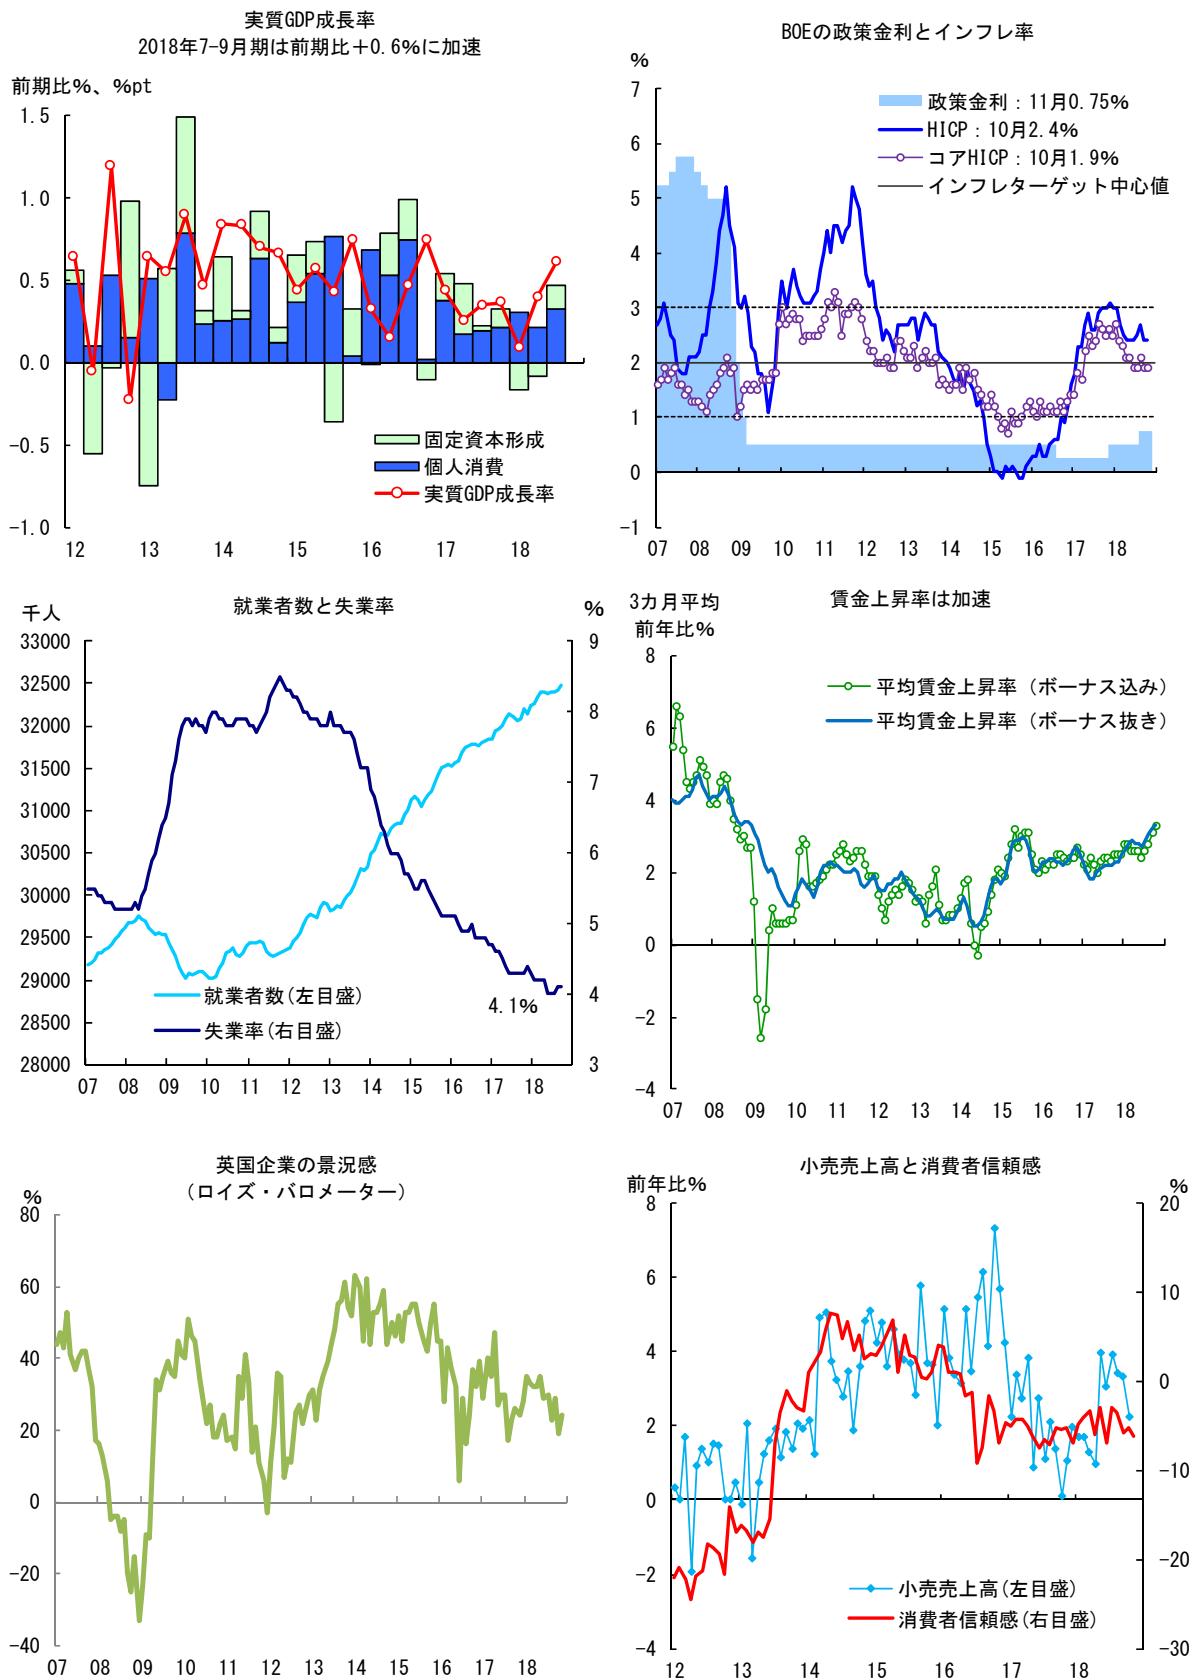 実質GDP成長率
2018年7-9月期は前期比＋0.6%に加速
前期比%、%pt
1.5
1.0
0.5
0.0
-0.5
-1.0
固定資本形成
個人消費
実質GDP成長率
12 13 14 15 16 17 18
BOEの政策金利とインフレ率
%
7
6
5
4
3
2
1
0
-1
政策金利：11月0.75%
HICP：10月2.4%
コアHICP：10月1.9%
インフレターゲット中心値
07 08 09 10 11 12 13 14 15 16 17 18
就業者数と失業率
千人
%
33000
32500
32000
31500
31000
30500
30000
29500
29000
28500
28000
9
8
7
6
5
4
3
就業者数(左目盛)
失業率(右目盛)
4.1%
07 08 09 10 11 12 13 14 15 16 17 18
賃金上昇率は加速
3カ月平均
前年比%
8
6
4
2
0
-2
-4
平均賃金上昇率（ボーナス込み）
平均賃金上昇率（ボーナス抜き）
07 08 09 10 11 12 13 14 15 16 17 18
英国企業の景況感
（ロイズ・バロメーター）
%
80
60
40
20
0
-20
-40
07 08 09 10 11 12 13 14 15 16 17 18
小売売上高と消費者信頼感
前年比%
%
8
6
4
2
0
-2
-4
20
10
0
-10
-20
-30
小売売上高(左目盛)
消費者信頼感(右目盛)
12 13 14 15 16 17 18